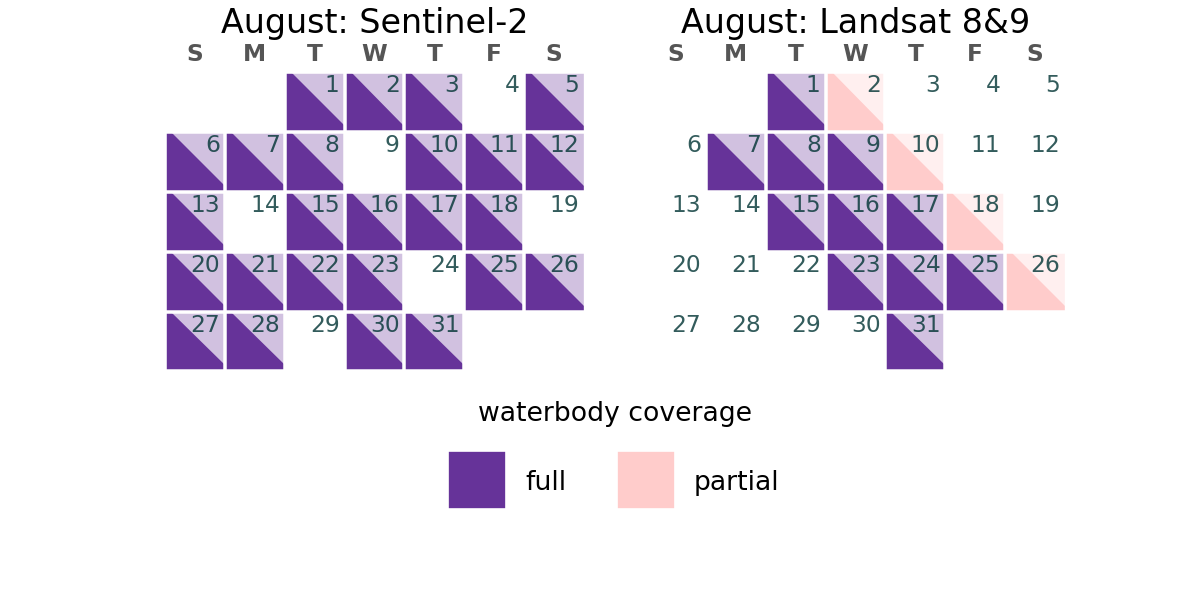 August: Sentinel-2
S M T W T F S
1 2 3 4 5
6 7 8 9 10 11 12
13 14 15 16 17 18 19
20 21 22 23 24 25 26
27 28 29 30 31
August: Landsat 8&9
S M T W T F S
1 2 3 4 5
6 7 8 9 10 11 12
13 14 15 16 17 18 19
20 21 22 23 24 25 26
27 28 29 30 31
waterbody coverage
full
partial